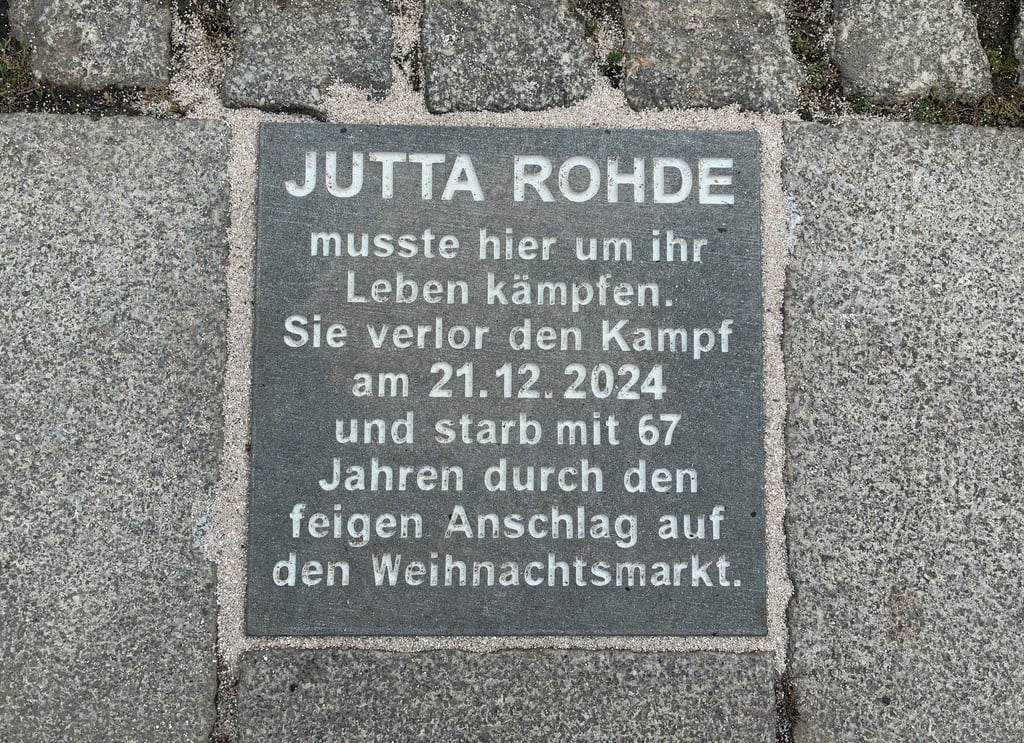 JUTTA ROHDE
musste hier um ihr
Leben kämpfen.
Sie verlor den Kampf
am 21.12.2024
und starb mit 67
Jahren durch den
feigen Anschlag auf
den Weihnachtsmarkt.